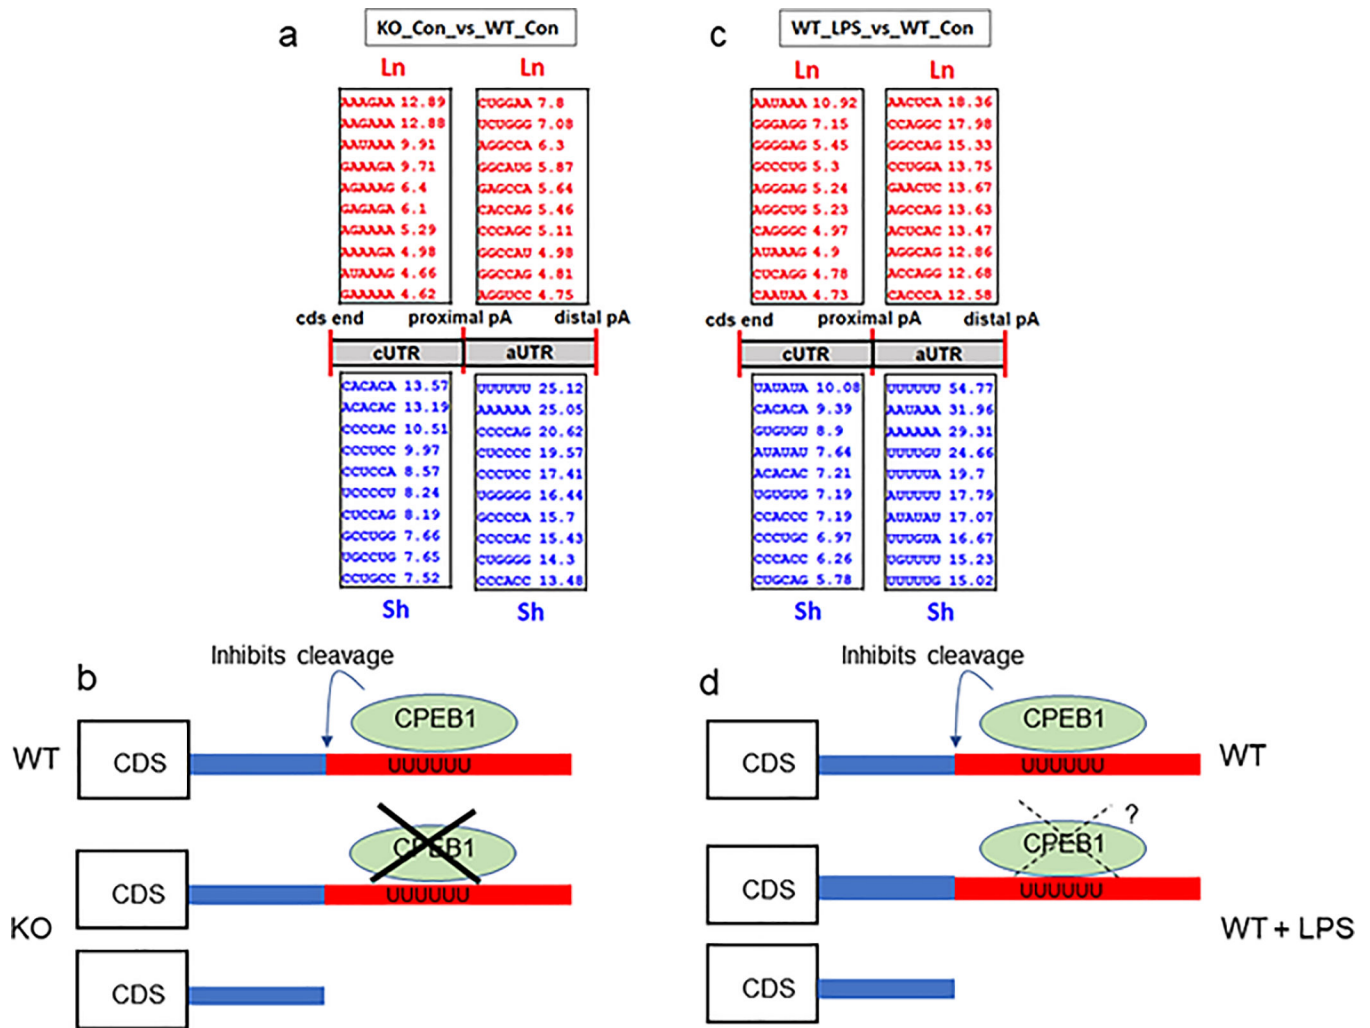 a
KO_Con_vs_WT_Con
Ln
Ln
AAAGAA 12.89
AAGAAA 12.88
AAUAAA 9.91
GAAAGA 9.71
AGAAAG 6.4
GAGAGA 6.1
AGAAAA 5.29
AAAAGA 4.98
AUAAAG 4.66
GAAAAA 4.62
CUGGAA 7.8
UCUGGG 7.08
AGGCCA 6.3
GGCAUG 5.87
GAGCCA 5.64
CACCAG 5.46
CCCAGC 5.11
GGCCAU 4.98
GGCCAG 4.81
AGGUCC 4.75
cds end
proximal pA
distal pA
cUTR
aUTR
CACACA 13.57
ACACAC 13.19
CCCCAC 10.51
CCCUCC 9.97
CCUCCA 8.57
UCCCCU 8.24
CUCCAG 8.19
GCCUGG 7.66
UGCCUG 7.65
CCUGCC 7.52
UUUUUU 25.12
AAAAAA 25.05
CCCCAG 20.62
CUCCCC 19.57
CCCUCC 17.41
UGGGGG 16.44
GCCCCA 15.7
CCCCAC 15.43
CUGGGG 14.3
CCCACC 13.48
Sh
Sh
c
WT_LPS_vs_WT_Con
Ln
Ln
AAUAAA 10.92
GGGAGG 7.15
GGGGAG 5.45
GCCCUG 5.3
AGGGAG 5.24
AGGCUG 5.23
CAGGGC 4.97
AUAAAG 4.9
CUCAGG 4.78
CAAUAA 4.73
AACUCA 18.36
CCAGGC 17.98
GGCCAG 15.33
CCUGGA 13.75
GAACUC 13.67
AGCCAG 13.63
ACUCAC 13.47
AGGCAG 12.86
ACCAGG 12.68
CACCCA 12.58
cds end
proximal pA
distal pA
cUTR
aUTR
UAUAUA 10.08
CACACA 9.39
GUGUGU 8.9
AUAUAU 7.64
ACACAC 7.21
UGUGUG 7.19
CCACCC 7.19
CCCUGC 6.97
CCCACC 6.26
CUGCAG 5.78
UUUUUU 54.77
AAUAAA 31.96
AAAAAA 29.31
UUUUGU 24.66
UUUUUA 19.7
AUUUUU 17.79
AUAUAU 17.07
UUUGUA 16.67
UGUUUU 15.23
UUUUUG 15.02
Sh
Sh
b
Inhibits cleavage
CPEB1
WT
CDS
UUUUUU
CPEB1
CDS
UUUUUU
KO
CDS
d
Inhibits cleavage
CPEB1
CDS
UUUUUU
WT
?
CPEB1
CDS
UUUUUU
WT + LPS
CDS